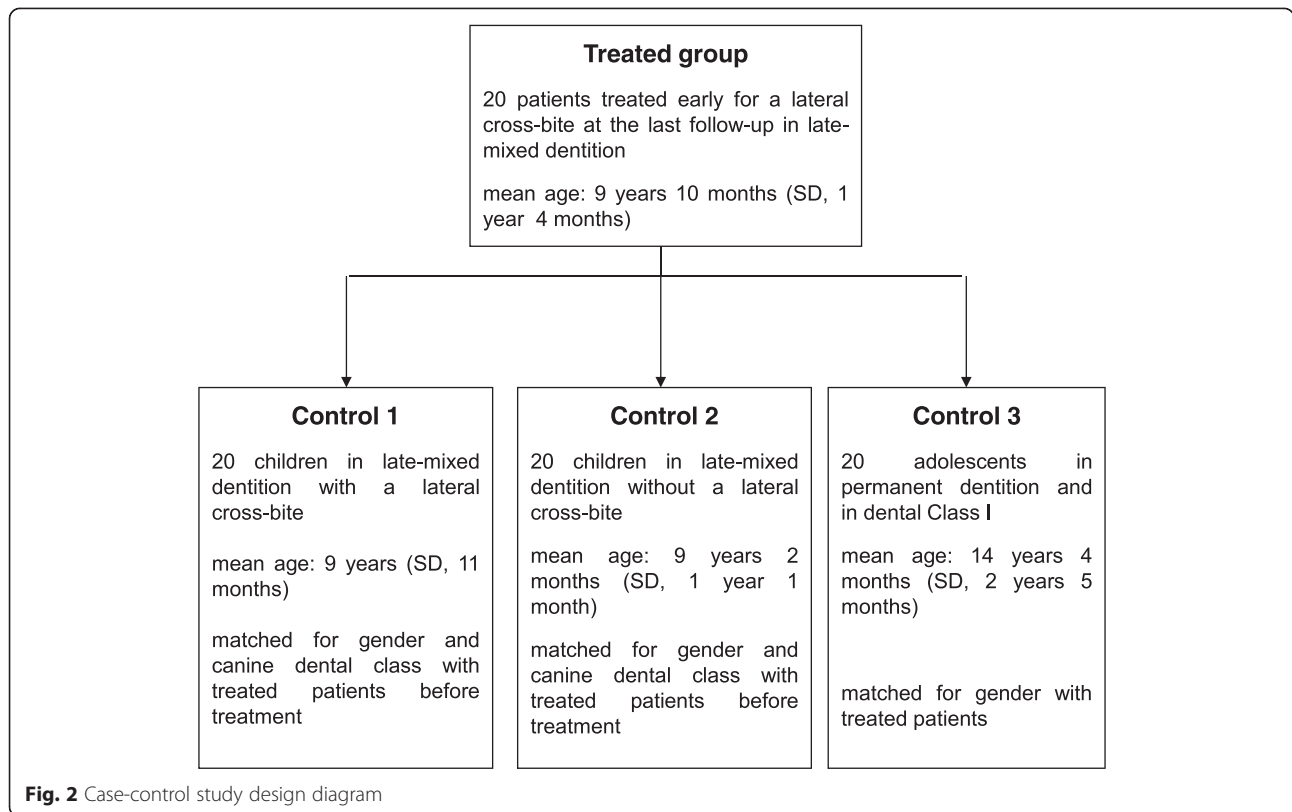 Treated group
20 patients treated early for a lateral
cross-bite at the last follow-up in late-
mixed dentition
mean age: 9 years 10 months (SD, 1
year 4 months)
Control 1
20 children in late-mixed
dentition with a lateral
cross-bite
mean age: 9 years (SD, 11
months)
matched for gender and
canine dental class with
treated patients before
treatment
Control 2
20 children in late-mixed
dentition without a lateral
cross-bite
mean age: 9 years 2
months (SD, 1 year 1
month)
matched for gender and
canine dental class with
treated patients before
treatment
Control 3
20 adolescents in
permanent dentition and
in dental Class I
mean age: 14 years 4
months (SD, 2 years 5
months)
matched for gender with
treated patients
Fig. 2 Case-control study design diagram